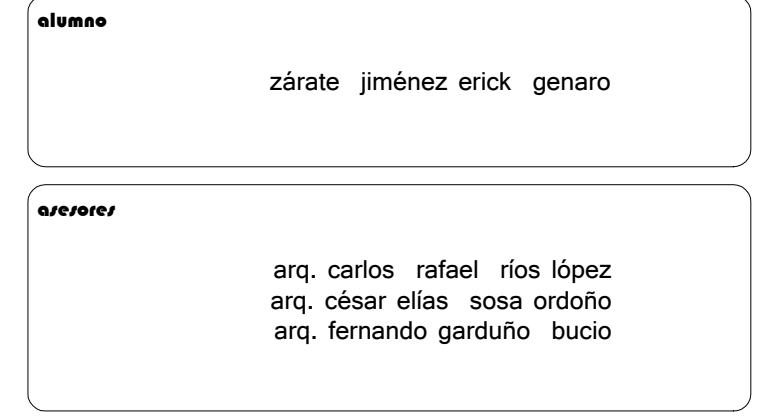 alumno
zárate jiménez erick genaro
asesores
arq. carlos rafael ríos lópez
arq. césar elías sosa ordoño
arq. fernando garduño bucio